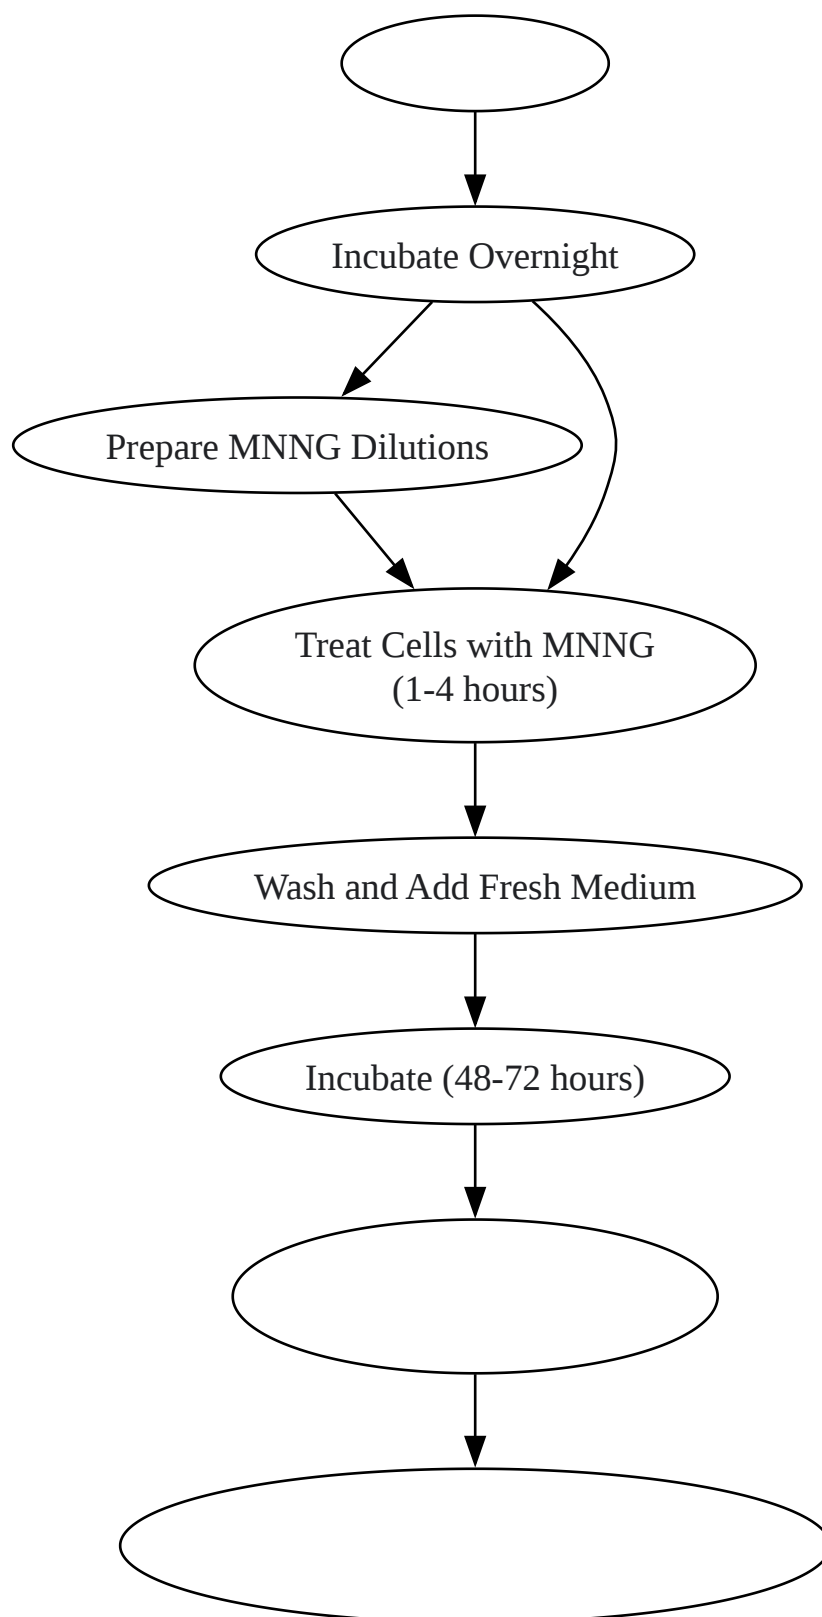 Incubate Overnight
Prepare MNNG Dilutions
Treat Cells with MNNG
(1-4 hours)
Wash and Add Fresh Medium
Incubate (48-72 hours)